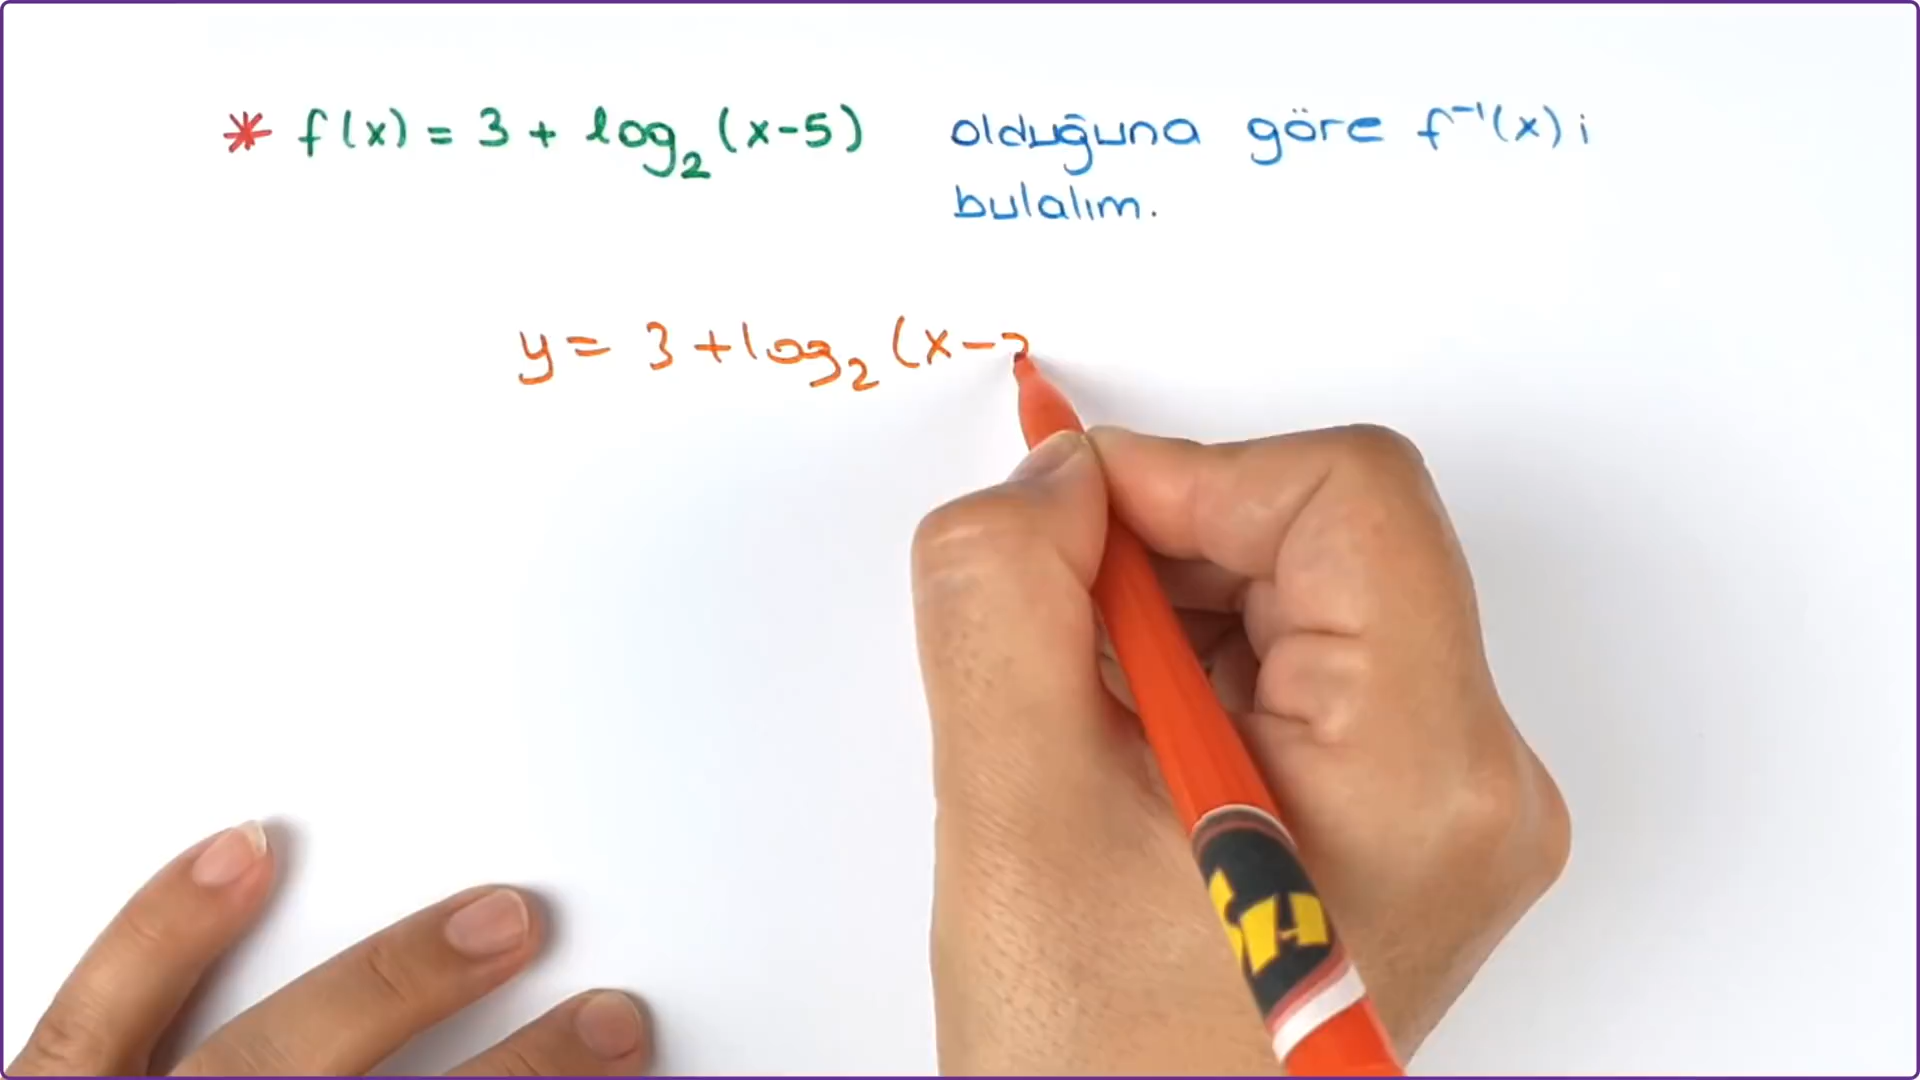 * f(x) = 3 + log₂ (x-5) olduğuna göre f⁻¹(x) i
bulalım.
y = 3 + log₂ (x-